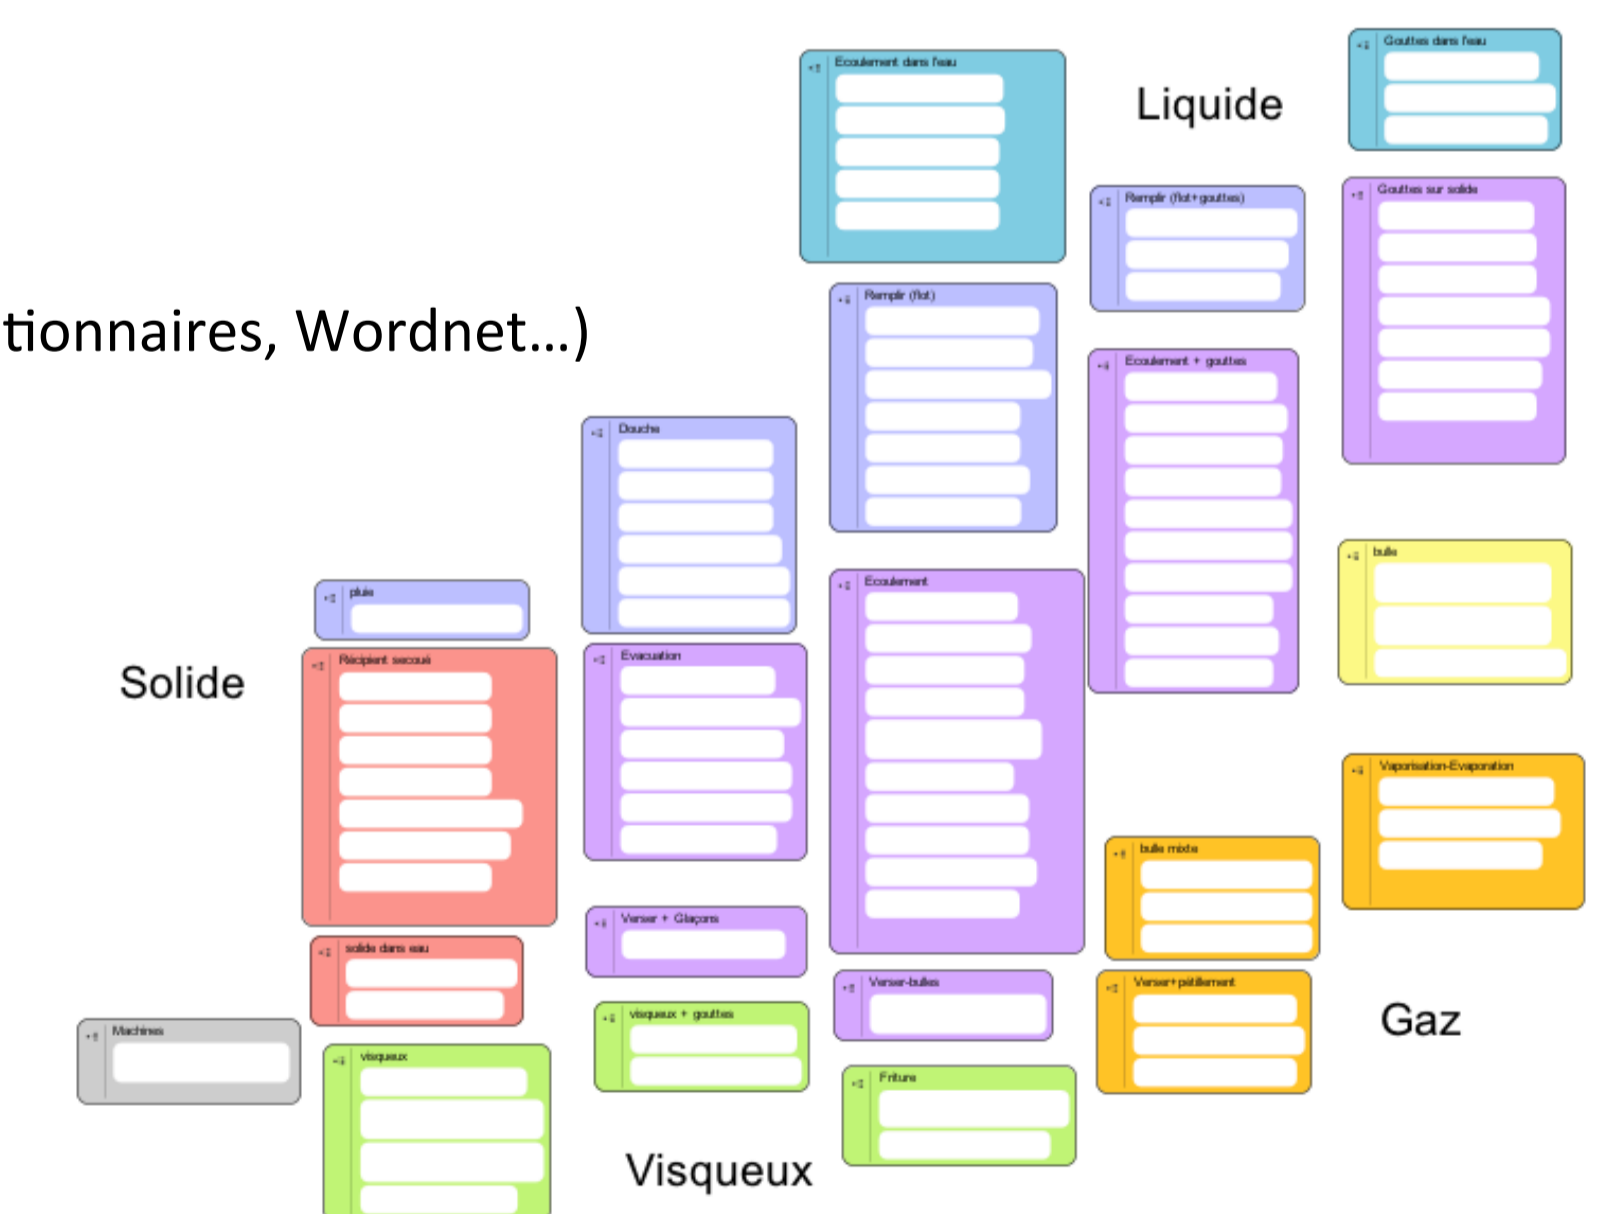 Gouttes dans l'eau
Ecoulement dans l'eau
Liquide
Gouttes sur solide
Remplir (flot+gouttes)
Remplir (flot)
tionnaires, Wordnet...)
Ecoulement + gouttes
Douche
bulle
Ecoulement
pluie
Evacuation
Récipient secoué
Solide
Vaporisation-Evaporation
bulle mixte
Verser + Glaçons
solide dans eau
Verser-bulles
Verser+pétillement
visqueux + gouttes
Gaz
Machines
visqueux
Friture
Visqueux